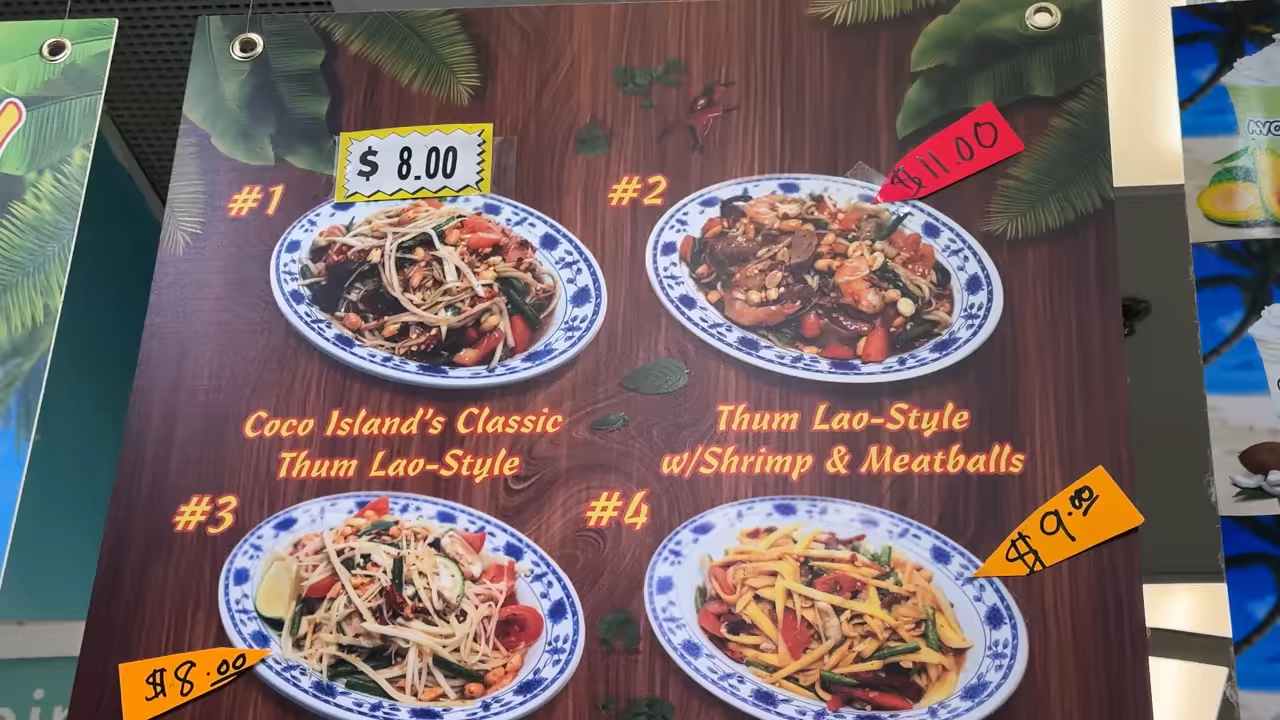 $ 8.00
$11.00
#1
#2
Coco Island's Classic
Thum Lao-Style
Thum Lao-Style
w/Shrimp & Meatballs
#3
#4
$9.00
$8.00